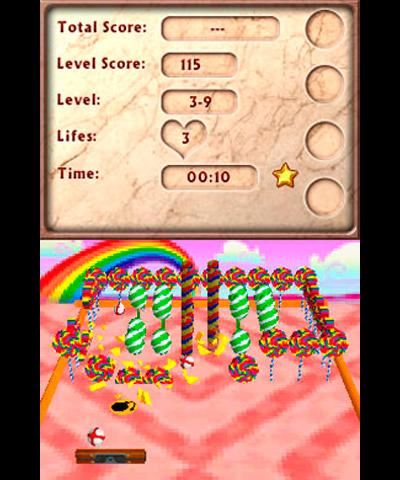 Total Score: ---
Level Score: 115
Level: 3-9
Lifes: 3
Time: 00:10